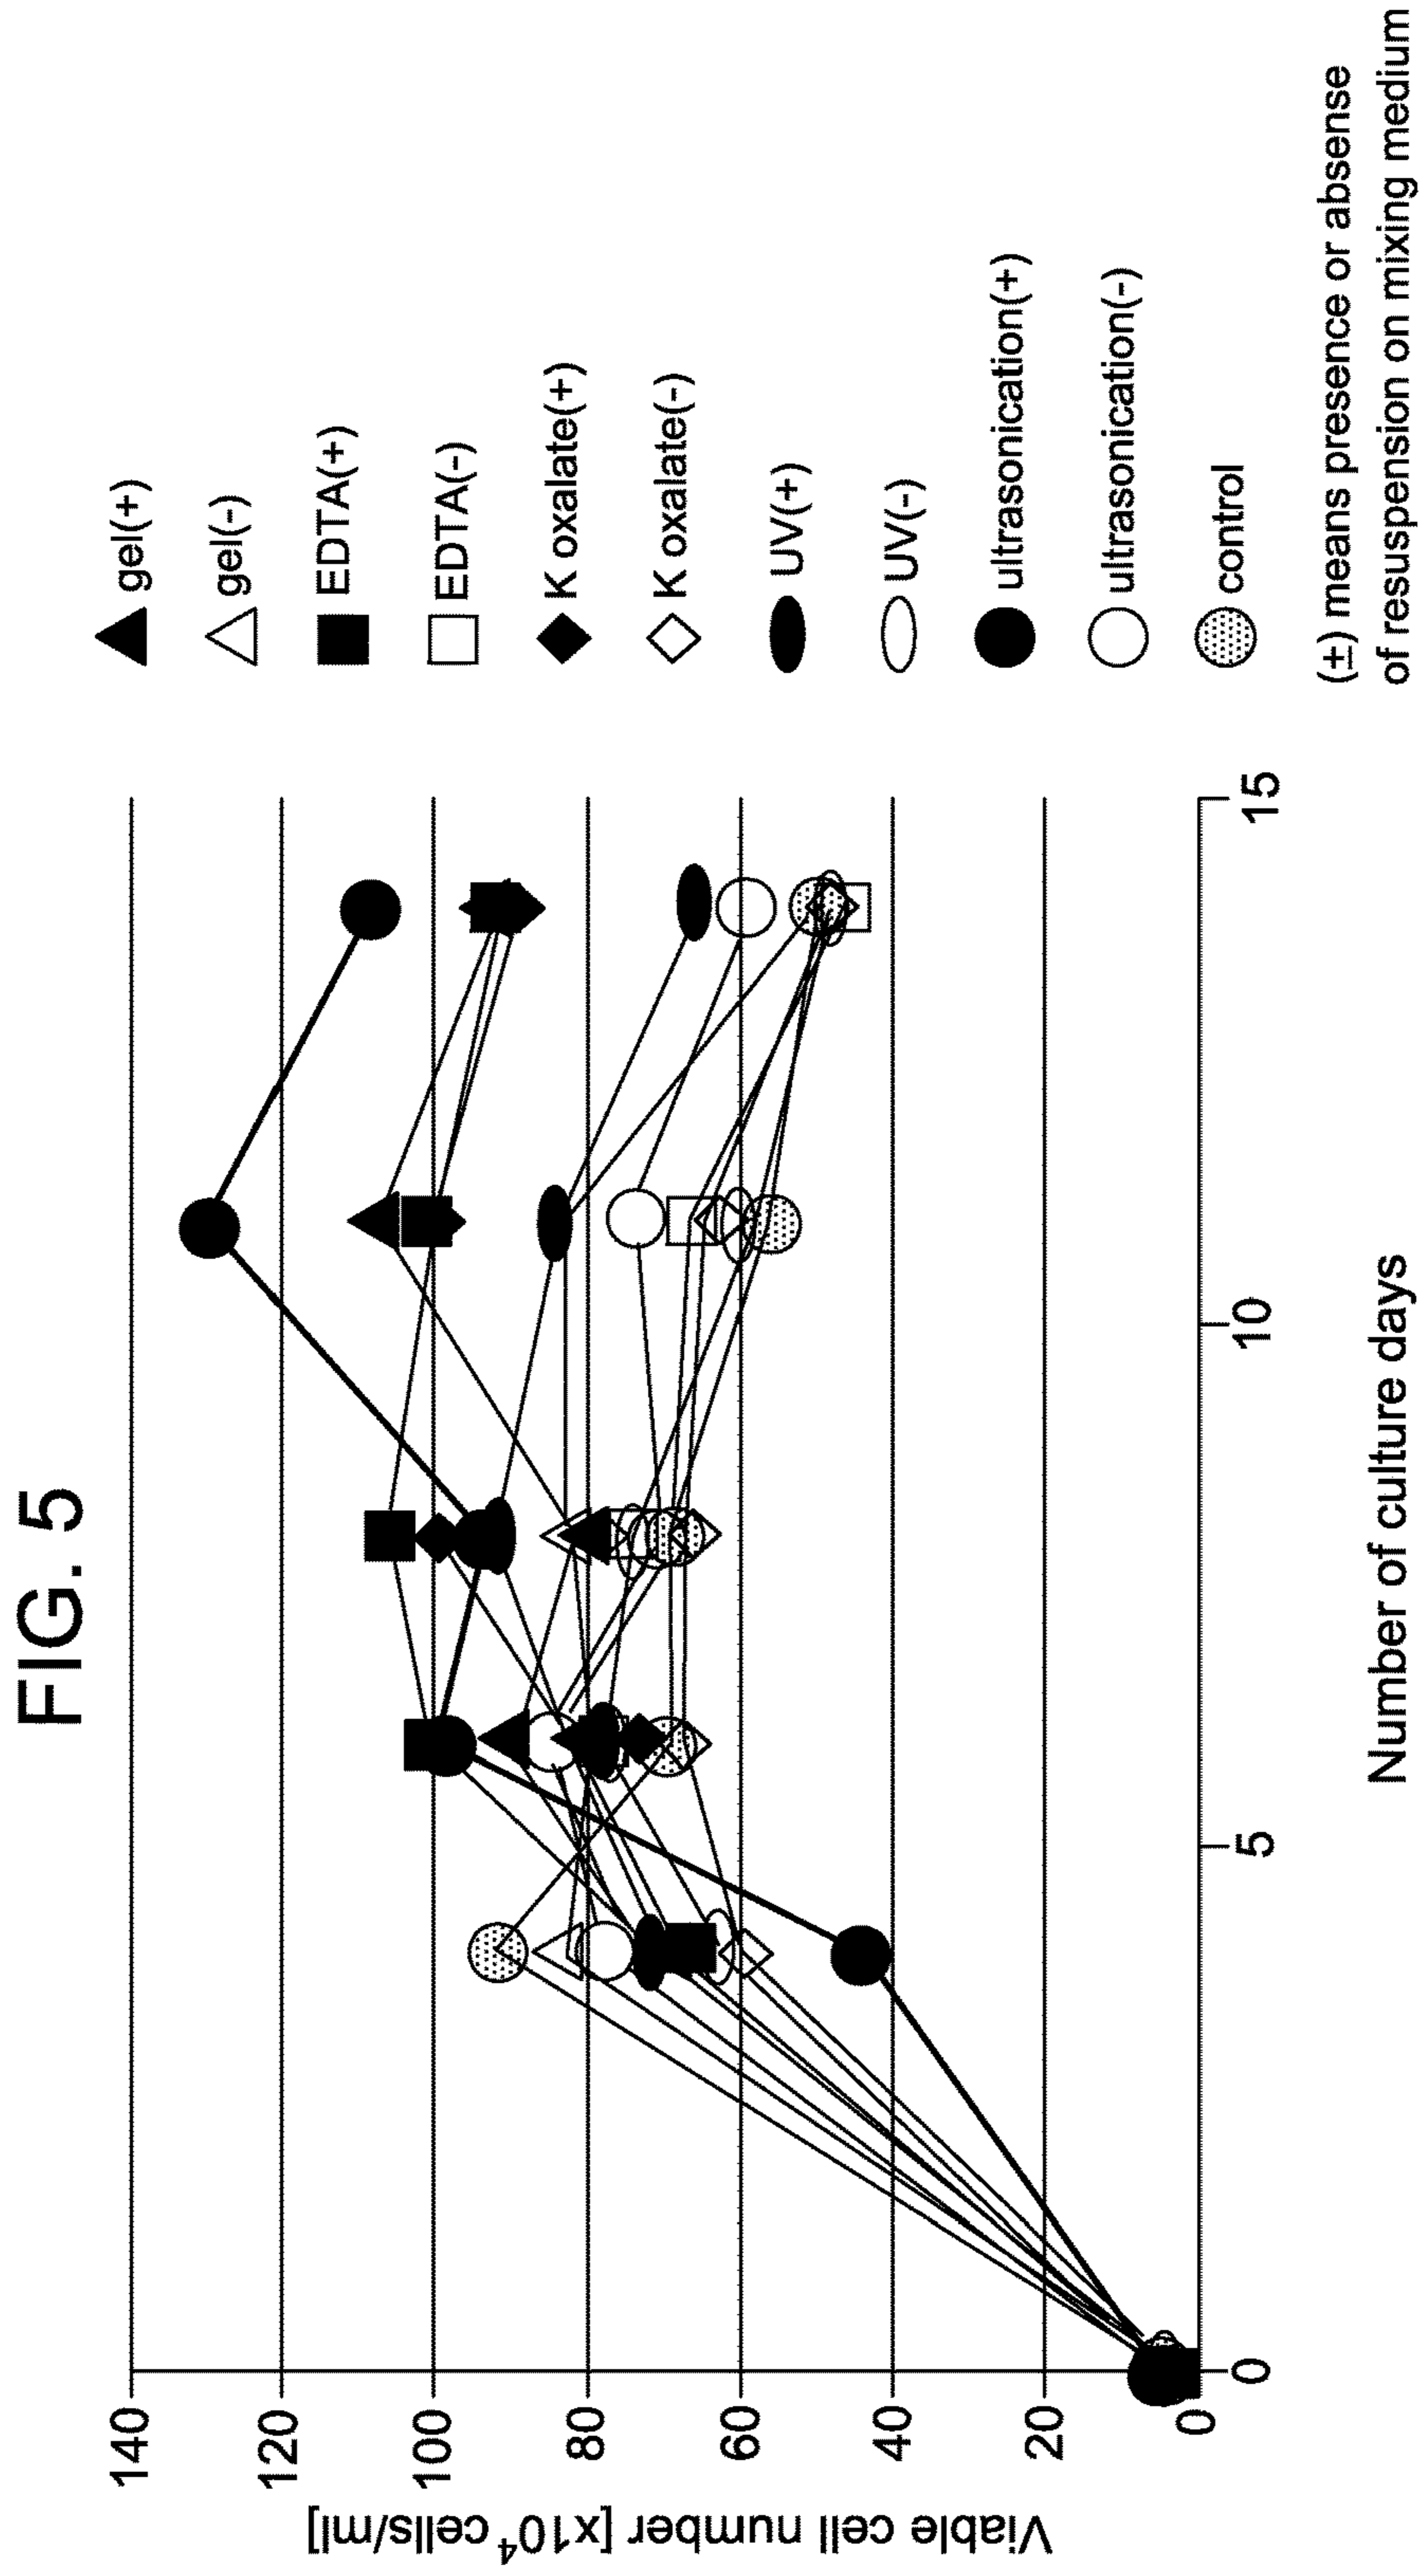 FIG. 5
Viable cell number [x10⁴ cells/ml]
140
120
100
80
60
40
20
0
0
5
10
15
Number of culture days
gel(+)
gel(-)
EDTA(+)
EDTA(-)
K oxalate(+)
K oxalate(-)
UV(+)
UV(-)
ultrasonication(+)
ultrasonication(-)
control
(±) means presence or absense
of resuspension on mixing medium